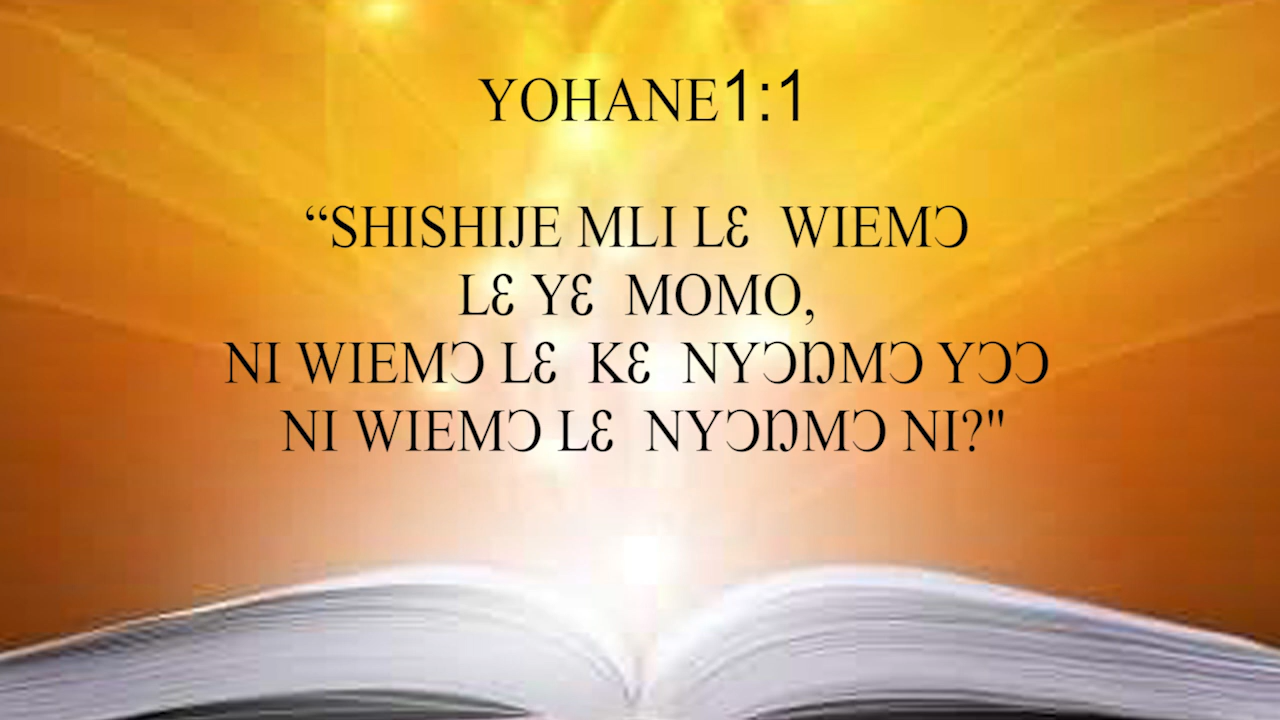 YOHANE1:1
“SHISHIJE MLI LƐ WIEMƆ
LƐ YƐ MOMO,
NI WIEMƆ LƐ KƐ NYƆŊMƆ YƆƆ
NI WIEMƆ LƐ NYƆŊMƆ NI?"